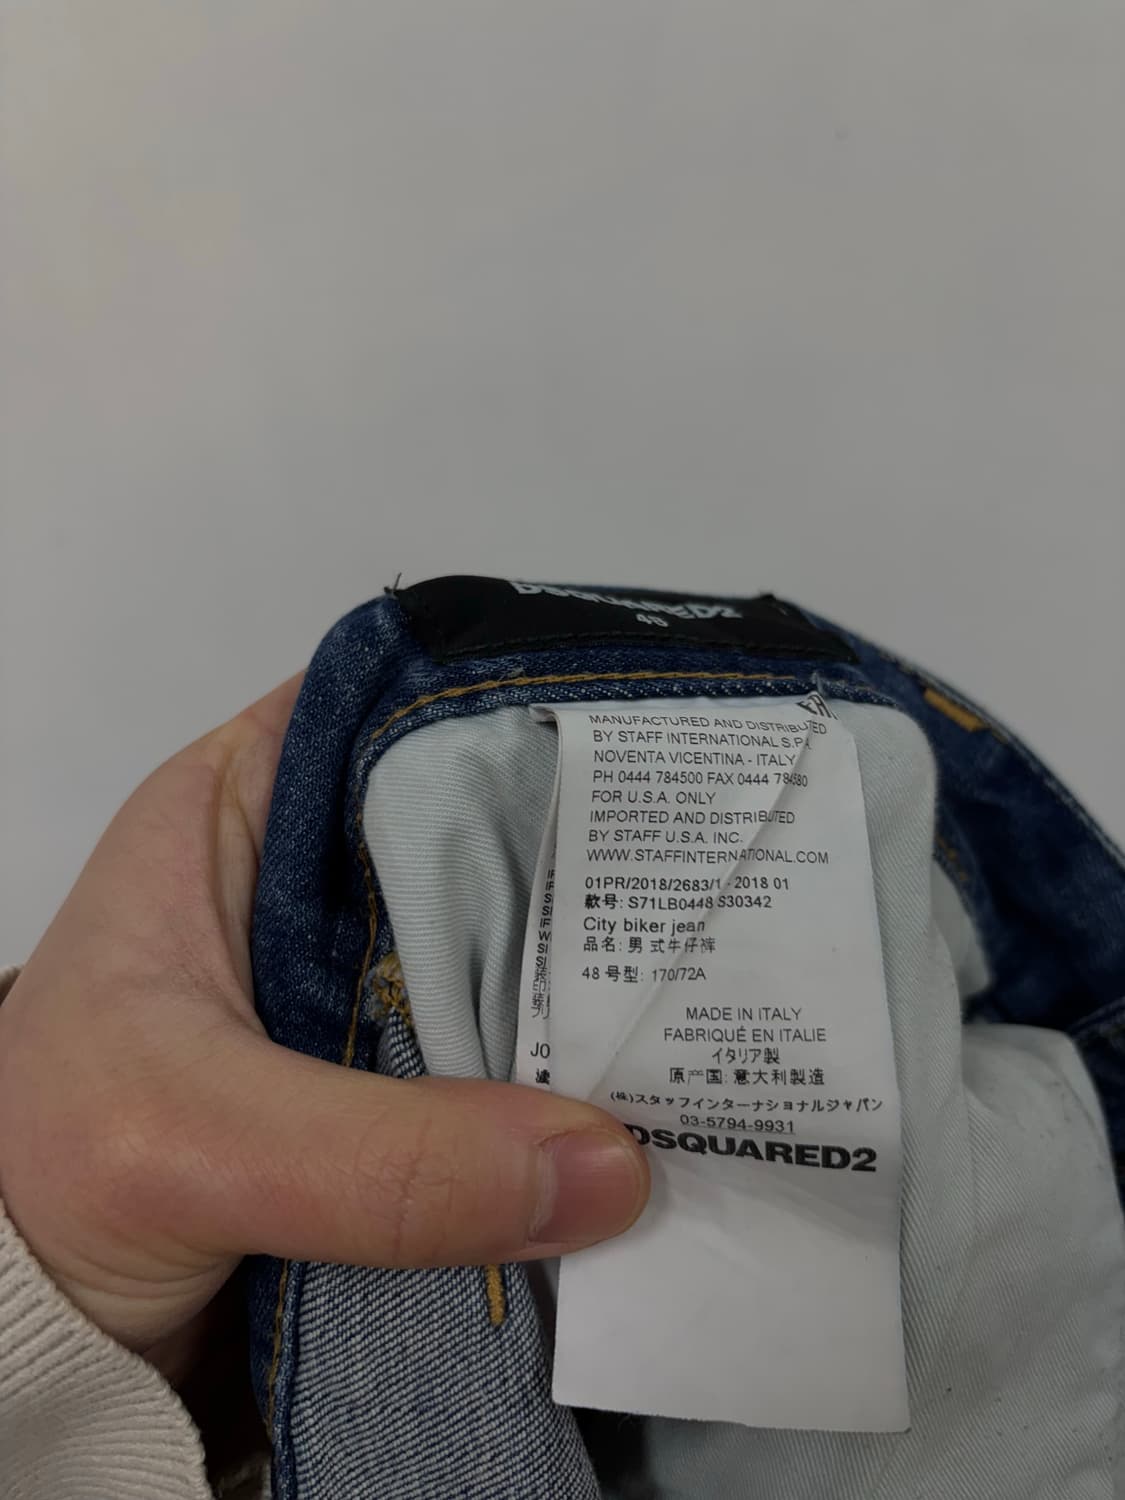 DSQUARED2
48
MANUFACTURED AND DISTRIBUTED
BY STAFF INTERNATIONAL S.P.A.
NOVENTA VICENTINA - ITALY
PH 0444 784500 FAX 0444 784580
FOR U.S.A. ONLY
IMPORTED AND DISTRIBUTED
BY STAFF U.S.A. INC.
WWW.STAFFINTERNATIONAL.COM
01PR/2018/2683/1 - 2018 01
款号: S71LB0448 S30342
City biker jean
品名: 男 式牛仔裤
48 号型: 170/72A
MADE IN ITALY
FABRIQUÉ EN ITALIE
イタリア製
原产国: 意大利製造
(株)スタッフインターナショナルジャパン
03-5794-9931
DSQUARED2